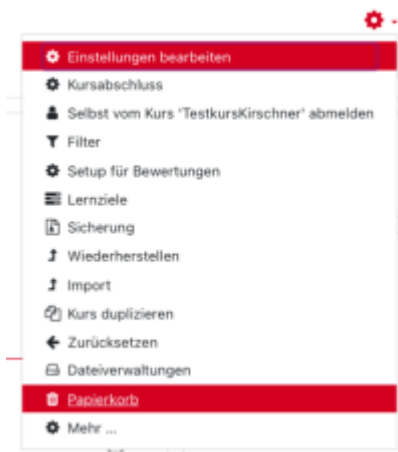 Einstellungen bearbeiten
Kursabschluss
Selbst vom Kurs 'TestkursKirschner' abmelden
Filter
Setup für Bewertungen
Lernziele
Sicherung
Wiederherstellen
Import
Kurs duplizieren
Zurücksetzen
Dateiverwaltungen
Papierkorb
Mehr ...